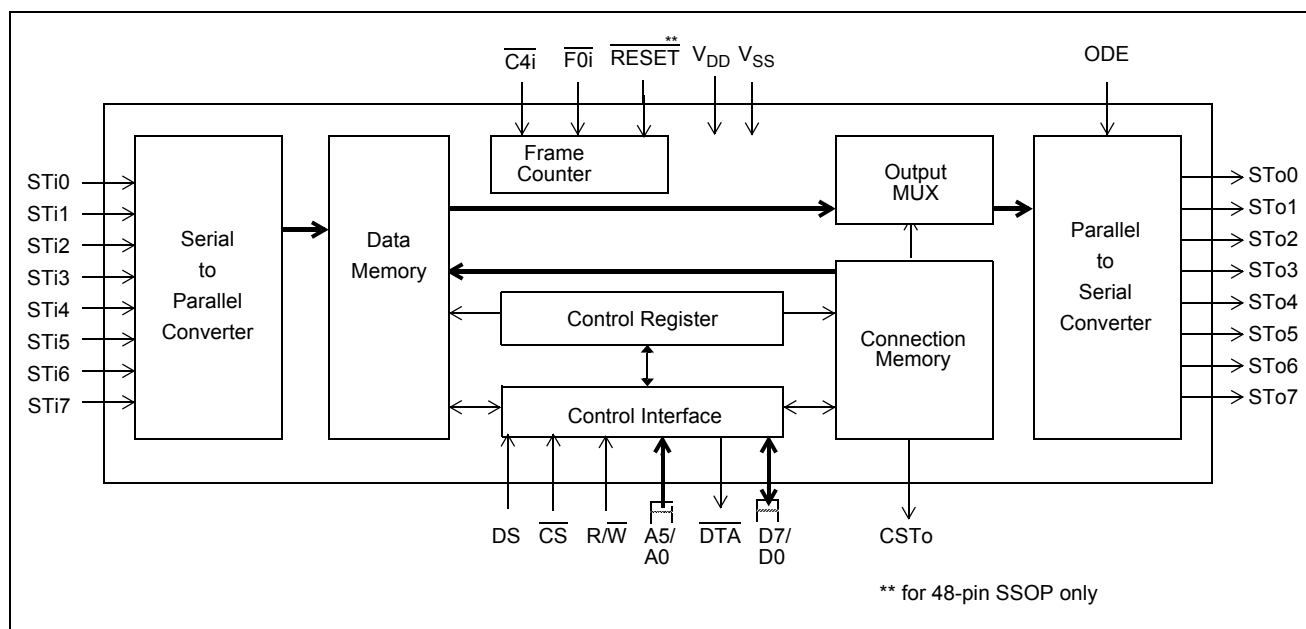 C4i F0i RESET** VDD VSS ODE
STi0
STi1
STi2
STi3
STi4
STi5
STi6
STi7
Serial
to
Parallel
Converter
Data
Memory
Frame
Counter
Output
MUX
Control Register
Control Interface
Connection
Memory
Parallel
to
Serial
Converter
STo0
STo1
STo2
STo3
STo4
STo5
STo6
STo7
DS CS R/W A5/
A0 DTA D7/
D0 CSTo
** for 48-pin SSOP only